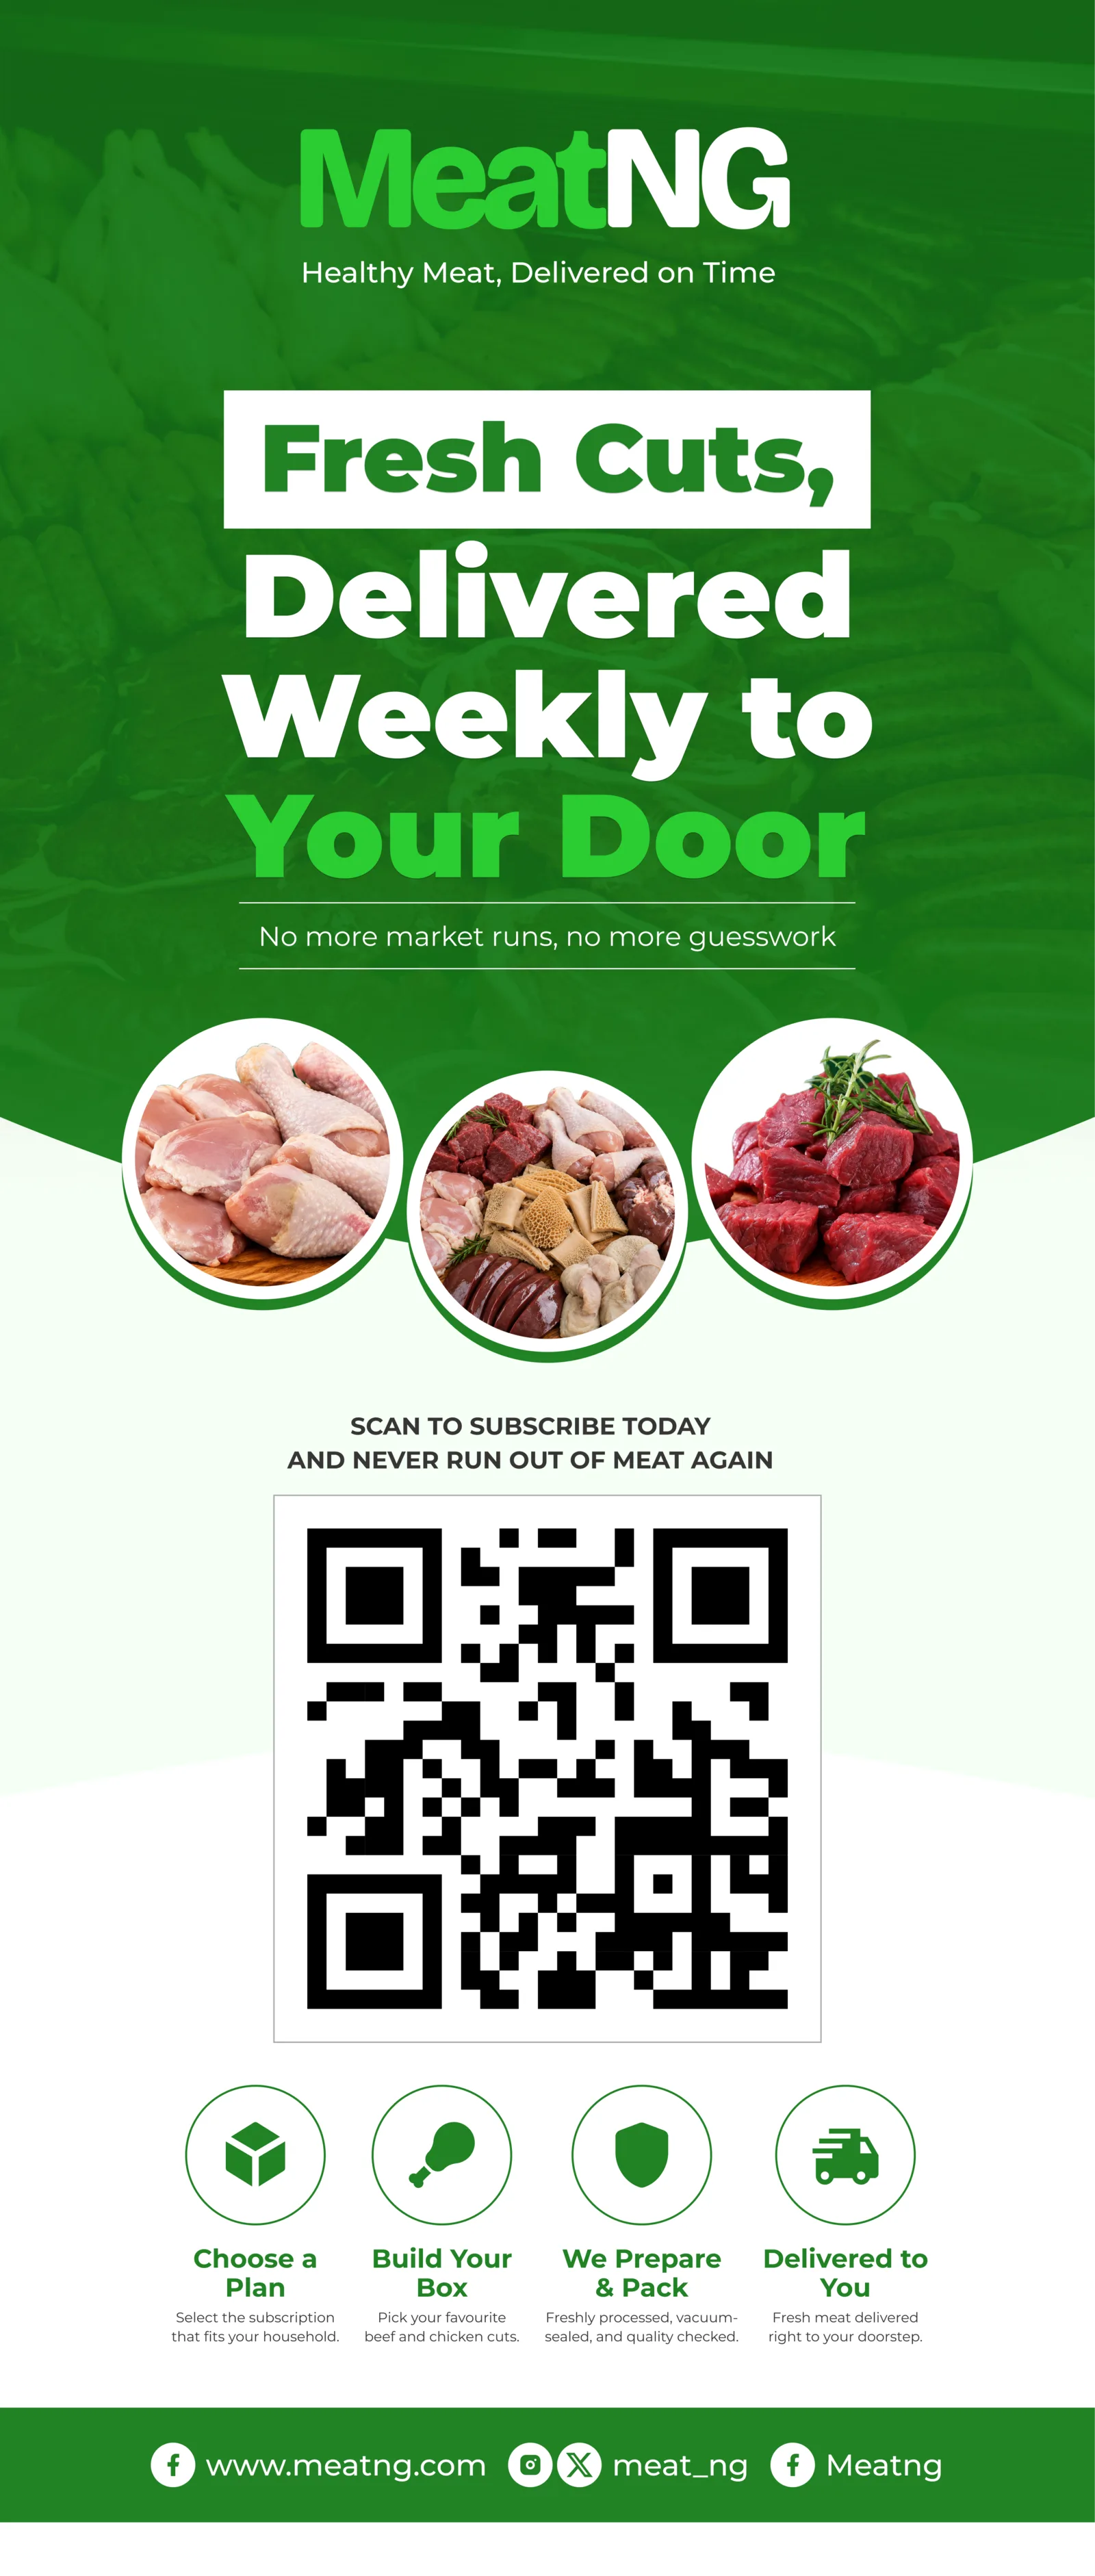 MeatNG
Healthy Meat, Delivered on Time
Fresh Cuts,
Delivered
Weekly to
Your Door
No more market runs, no more guesswork
SCAN TO SUBSCRIBE TODAY
AND NEVER RUN OUT OF MEAT AGAIN
Choose a
Plan
Select the subscription
that fits your household.
Build Your
Box
Pick your favourite
beef and chicken cuts.
We Prepare
& Pack
Freshly processed, vacuum-
sealed, and quality checked.
Delivered to
You
Fresh meat delivered
right to your doorstep.
www.meatng.com meat_ng Meatng